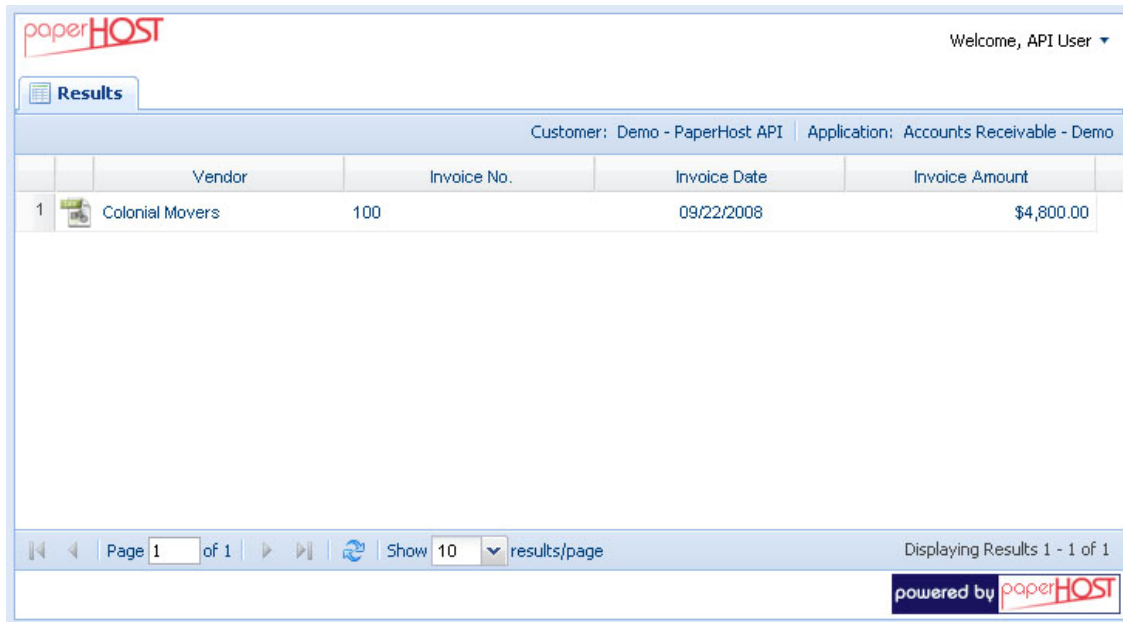 paperHOST
Welcome, API User
Results
Customer: Demo - PaperHost API Application: Accounts Receivable - Demo
Vendor Invoice No. Invoice Date Invoice Amount
1 Colonial Movers 100 09/22/2008 $4,800.00
Page 1 of 1 Show 10 results/page Displaying Results 1 - 1 of 1
powered by paperHOST